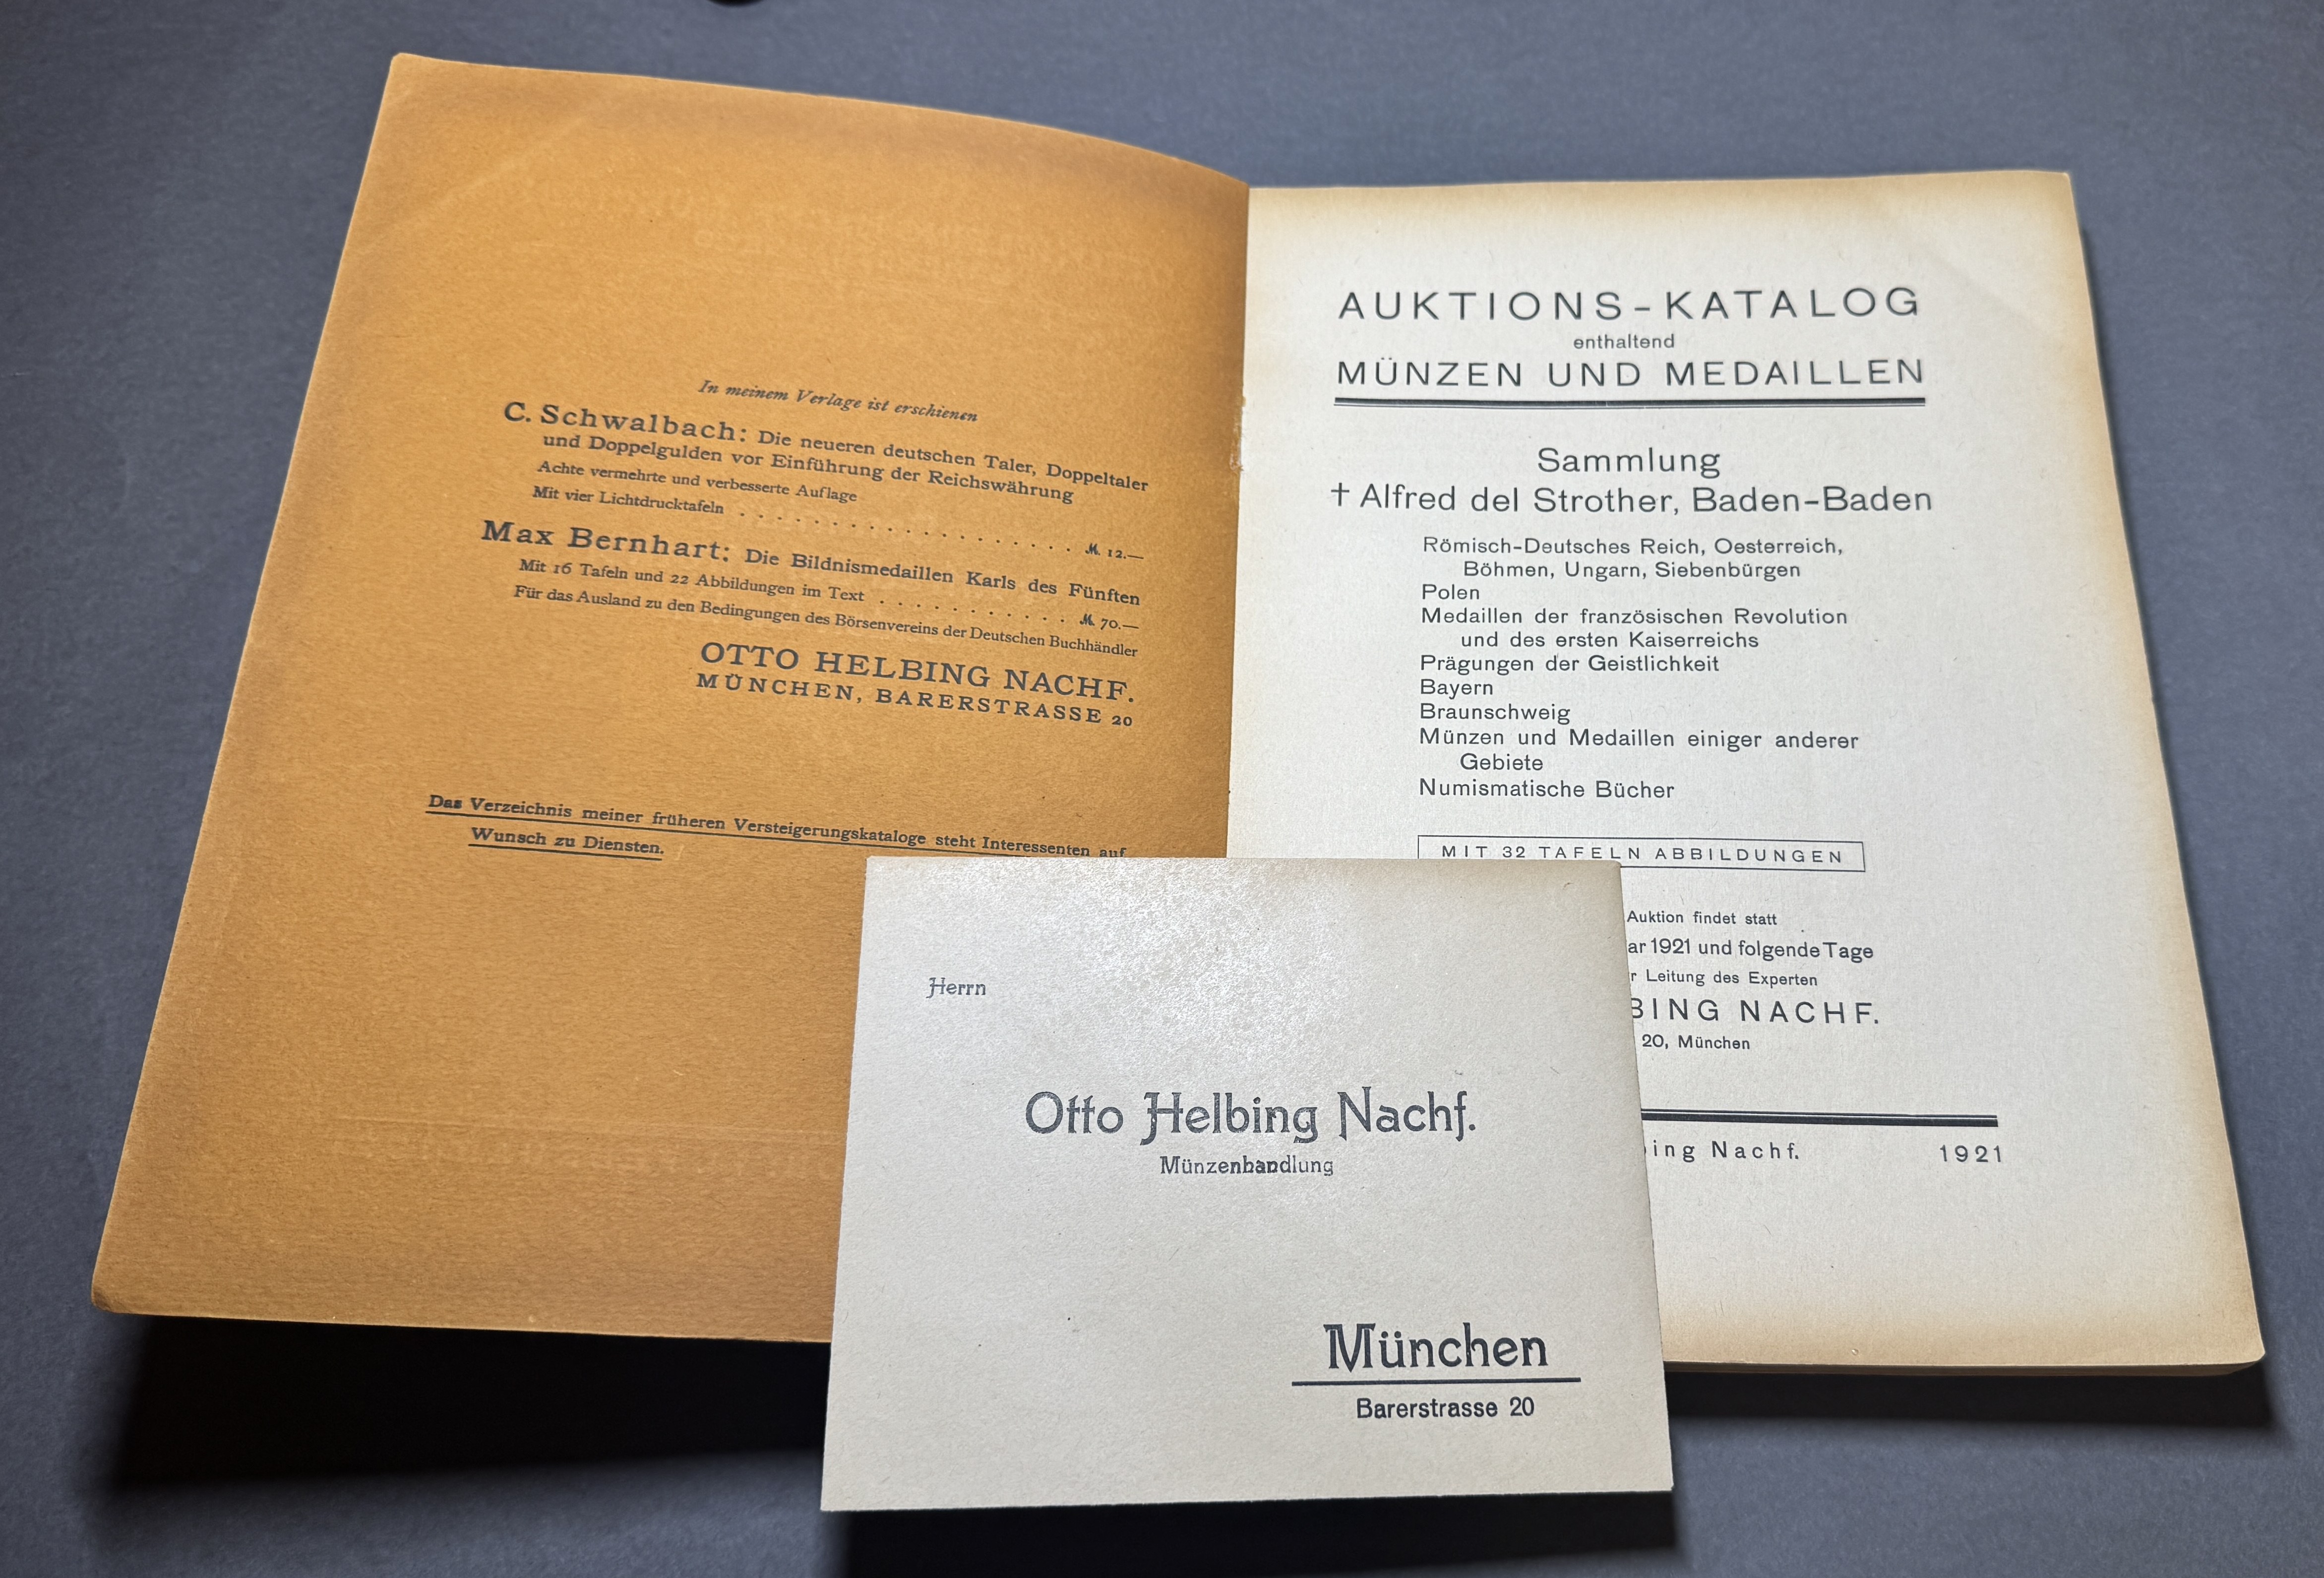 In meinem Verlage ist erschienen
C. Schwalbach: Die neueren deutschen Taler, Doppeltaler
und Doppelgulden vor Einführung der Reichswährung
Achte vermehrte und verbesserte Auflage
Mit vier Lichtdrucktafeln . . . . . . . . . . . . . . . . . . . M. 12.—
Max Bernhart: Die Bildnismedaillen Karls des Fünften
Mit 16 Tafeln und 22 Abbildungen im Text . . . . . . . . . . . M. 70.—
Für das Ausland zu den Bedingungen des Börsenvereins der Deutschen Buchhändler
OTTO HELBING NACHF.
MÜNCHEN, BARERSTRASSE 20
Das Verzeichnis meiner früheren Versteigerungskataloge steht Interessenten auf
Wunsch zu Diensten.
AUKTIONS-KATALOG
enthaltend
MÜNZEN UND MEDAILLEN
Sammlung
† Alfred del Strother, Baden-Baden
Römisch-Deutsches Reich, Oesterreich,
Böhmen, Ungarn, Siebenbürgen
Polen
Medaillen der französischen Revolution
und des ersten Kaiserreichs
Prägungen der Geistlichkeit
Bayern
Braunschweig
Münzen und Medaillen einiger anderer
Gebiete
Numismatische Bücher
MIT 32 TAFELN ABBILDUNGEN
Auktion findet statt
ar 1921 und folgende Tage
r Leitung des Experten
BING NACHF.
20, München
ing Nachf. 1921
Herrn
Otto Helbing Nachf.
Münzenhandlung
München
Barerstrasse 20